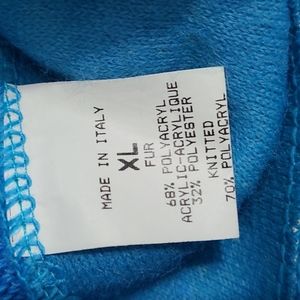 MADE IN ITALY
XL
FUR
68% POLYACRYL
ACRYLIC-ACRYLIQUE
32% POLYESTER
KNITTED
70% POLYACRYL